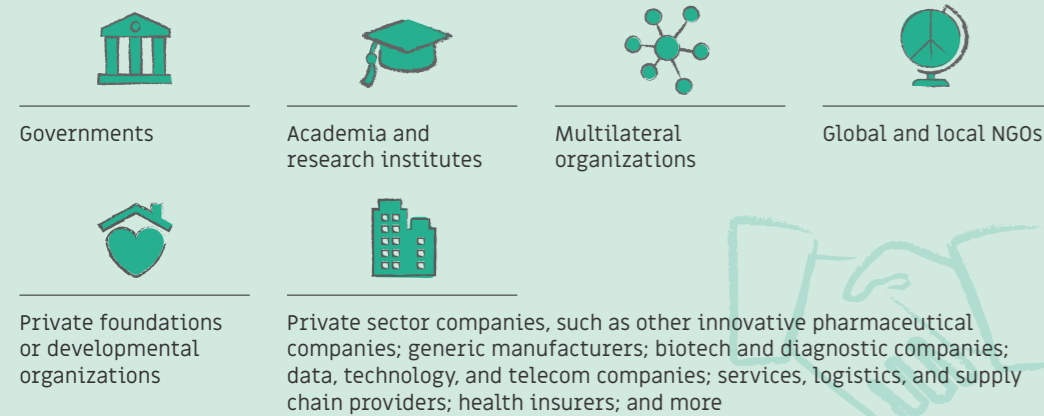 Governments
Academia and
research institutes
Multilateral
organizations
Global and local NGOs
Private foundations
or developmental
organizations
Private sector companies, such as other innovative pharmaceutical
companies; generic manufacturers; biotech and diagnostic companies;
data, technology, and telecom companies; services, logistics, and supply
chain providers; health insurers; and more